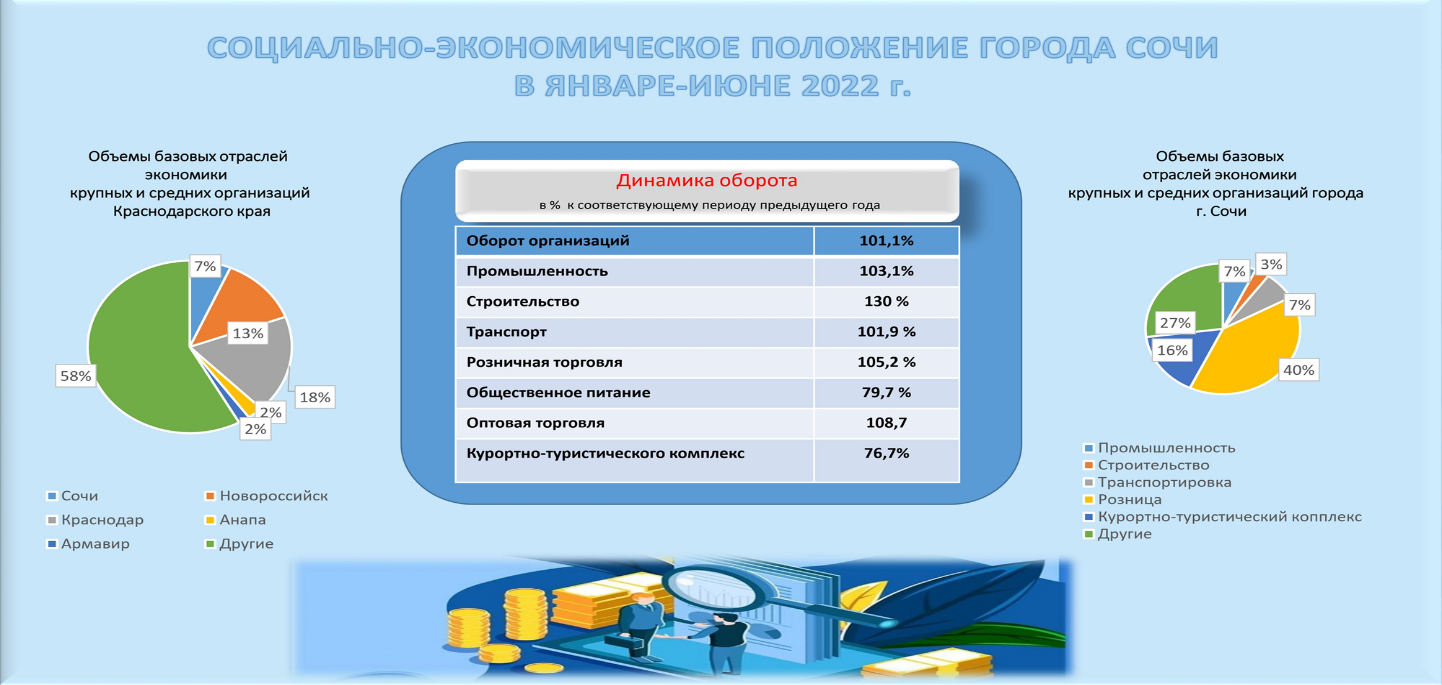 СОЦИАЛЬНО-ЭКОНОМИЧЕСКОЕ ПОЛОЖЕНИЕ ГОРОДА СОЧИ
В ЯНВАРЕ-ИЮНЕ 2022 г.
Объемы базовых отраслей
экономики
крупных и средних организаций
Краснодарского края
7%
13%
18%
2%
2%
58%
Сочи
Новороссийск
Краснодар
Анапа
Армавир
Другие
Динамика оборота
в % к соответствующему периоду предыдущего года
Оборот организаций 101,1%
Промышленность 103,1%
Строительство 130 %
Транспорт 101,9 %
Розничная торговля 105,2 %
Общественное питание 79,7 %
Оптовая торговля 108,7
Курортно-туристического комплекс 76,7%
Объемы базовых
отраслей экономики
крупных и средних организаций города
г. Сочи
7%
3%
7%
40%
16%
27%
Промышленность
Строительство
Транспортировка
Розница
Курортно-туристический копплекс
Другие